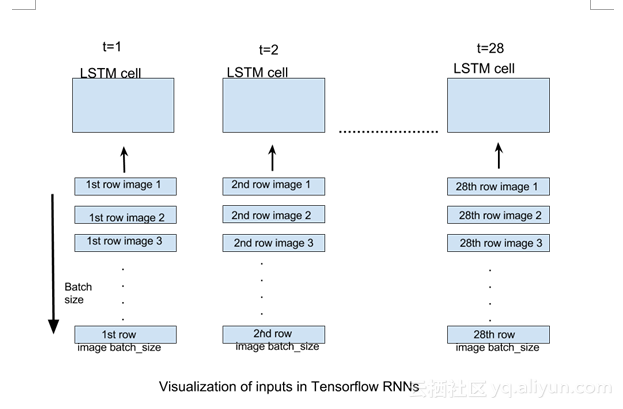 t=1
t=2
t=28
LSTM cell
LSTM cell
LSTM cell
1st row image 1
2nd row image 1
28th row image 1
1st row image 2
2nd row image 2
28th row image 2
1st row image 3
2nd row image 3
28th row image 3
Batch
size
1st row
image batch_size
2nd row
image batch_size
28th row
image batch_size
Visualization of inputs in Tensorflow RNNs
云栖社区 yq.aliyun.com